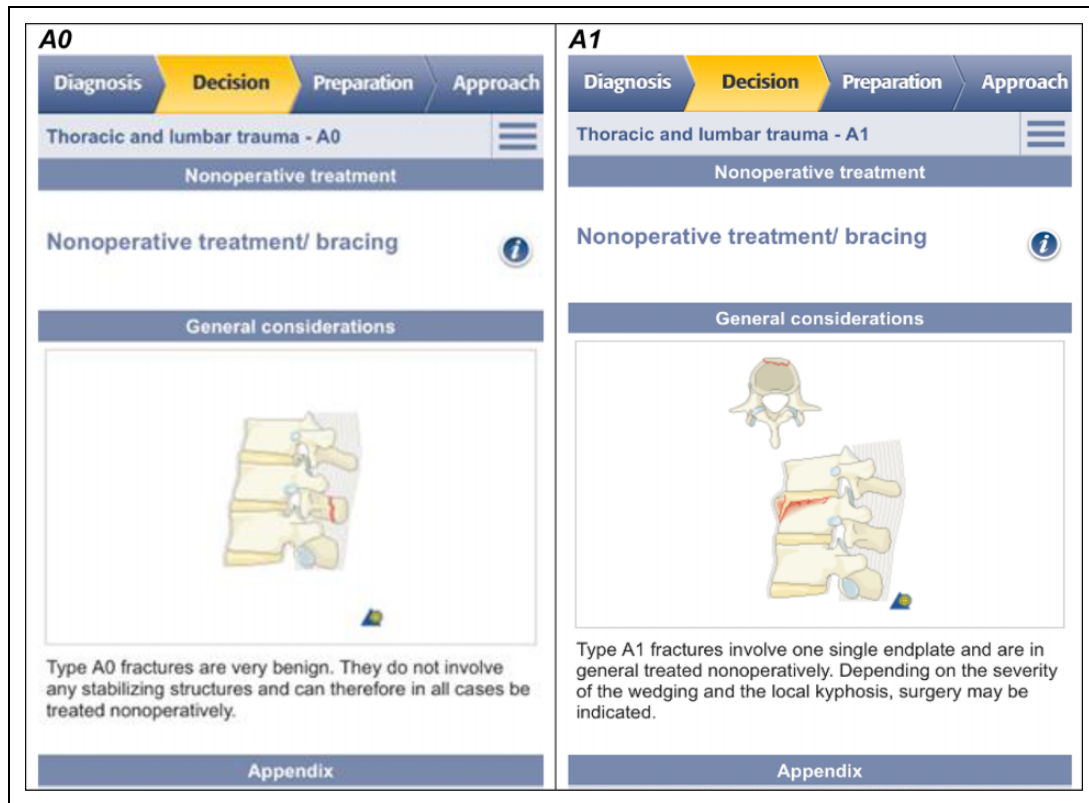 A0
Diagnosis
Decision
Preparation
Approach
Thoracic and lumbar trauma - A0
Nonoperative treatment
Nonoperative treatment/ bracing
i
General considerations
Type A0 fractures are very benign. They do not involve
any stabilizing structures and can therefore in all cases be
treated nonoperatively.
Appendix
A1
Diagnosis
Decision
Preparation
Approach
Thoracic and lumbar trauma - A1
Nonoperative treatment
Nonoperative treatment/ bracing
i
General considerations
Type A1 fractures involve one single endplate and are in
general treated nonoperatively. Depending on the severity
of the wedging and the local kyphosis, surgery may be
indicated.
Appendix